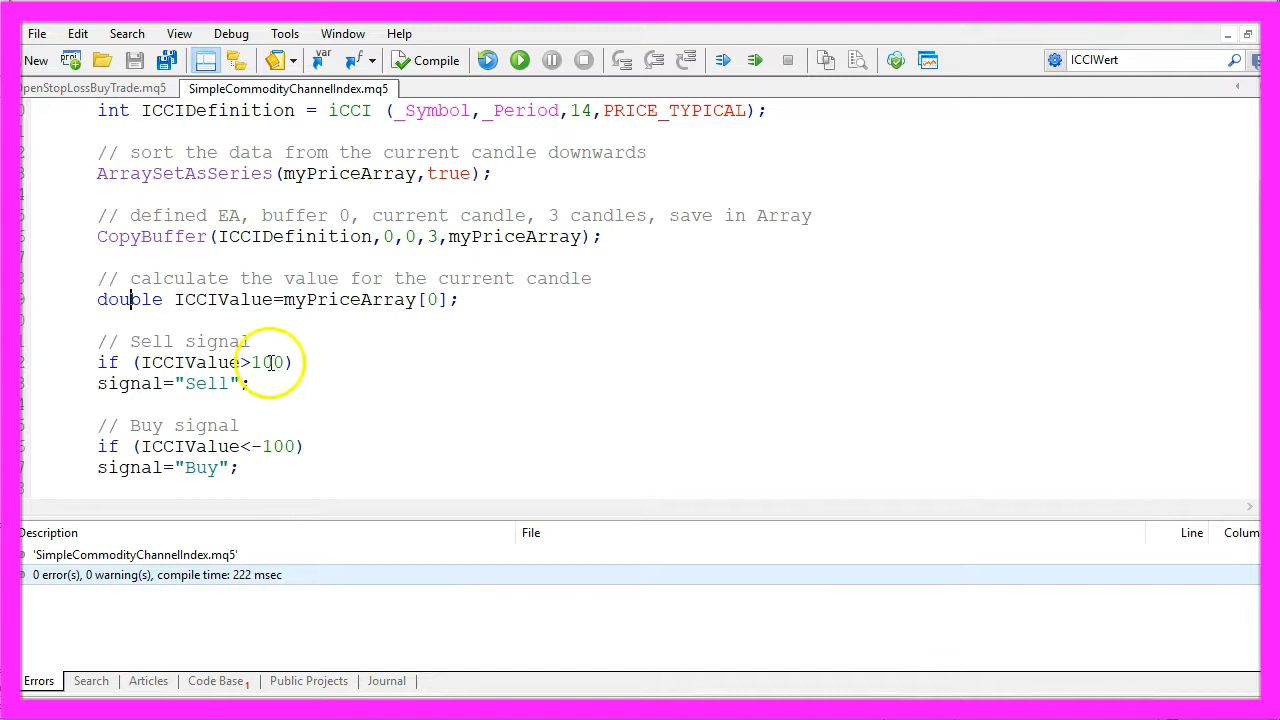 File Edit Search View Debug Tools Window Help
New Compile ICCIWert
OpenStopLossBuyTrade.mq5 SimpleCommodityChannelIndex.mq5
int ICCIDefinition = iCCI (_Symbol,_Period,14,PRICE_TYPICAL);
// sort the data from the current candle downwards
ArraySetAsSeries(myPriceArray,true);
// defined EA, buffer 0, current candle, 3 candles, save in Array
CopyBuffer(ICCIDefinition,0,0,3,myPriceArray);
// calculate the value for the current candle
double ICCIValue=myPriceArray[0];
// Sell signal
if (ICCIValue>100)
signal="Sell";
// Buy signal
if (ICCIValue<-100)
signal="Buy";
Description File Line Colum
'SimpleCommodityChannelIndex.mq5'
0 error(s), 0 warning(s), compile time: 222 msec
Errors Search Articles Code Base 1 Public Projects Journal